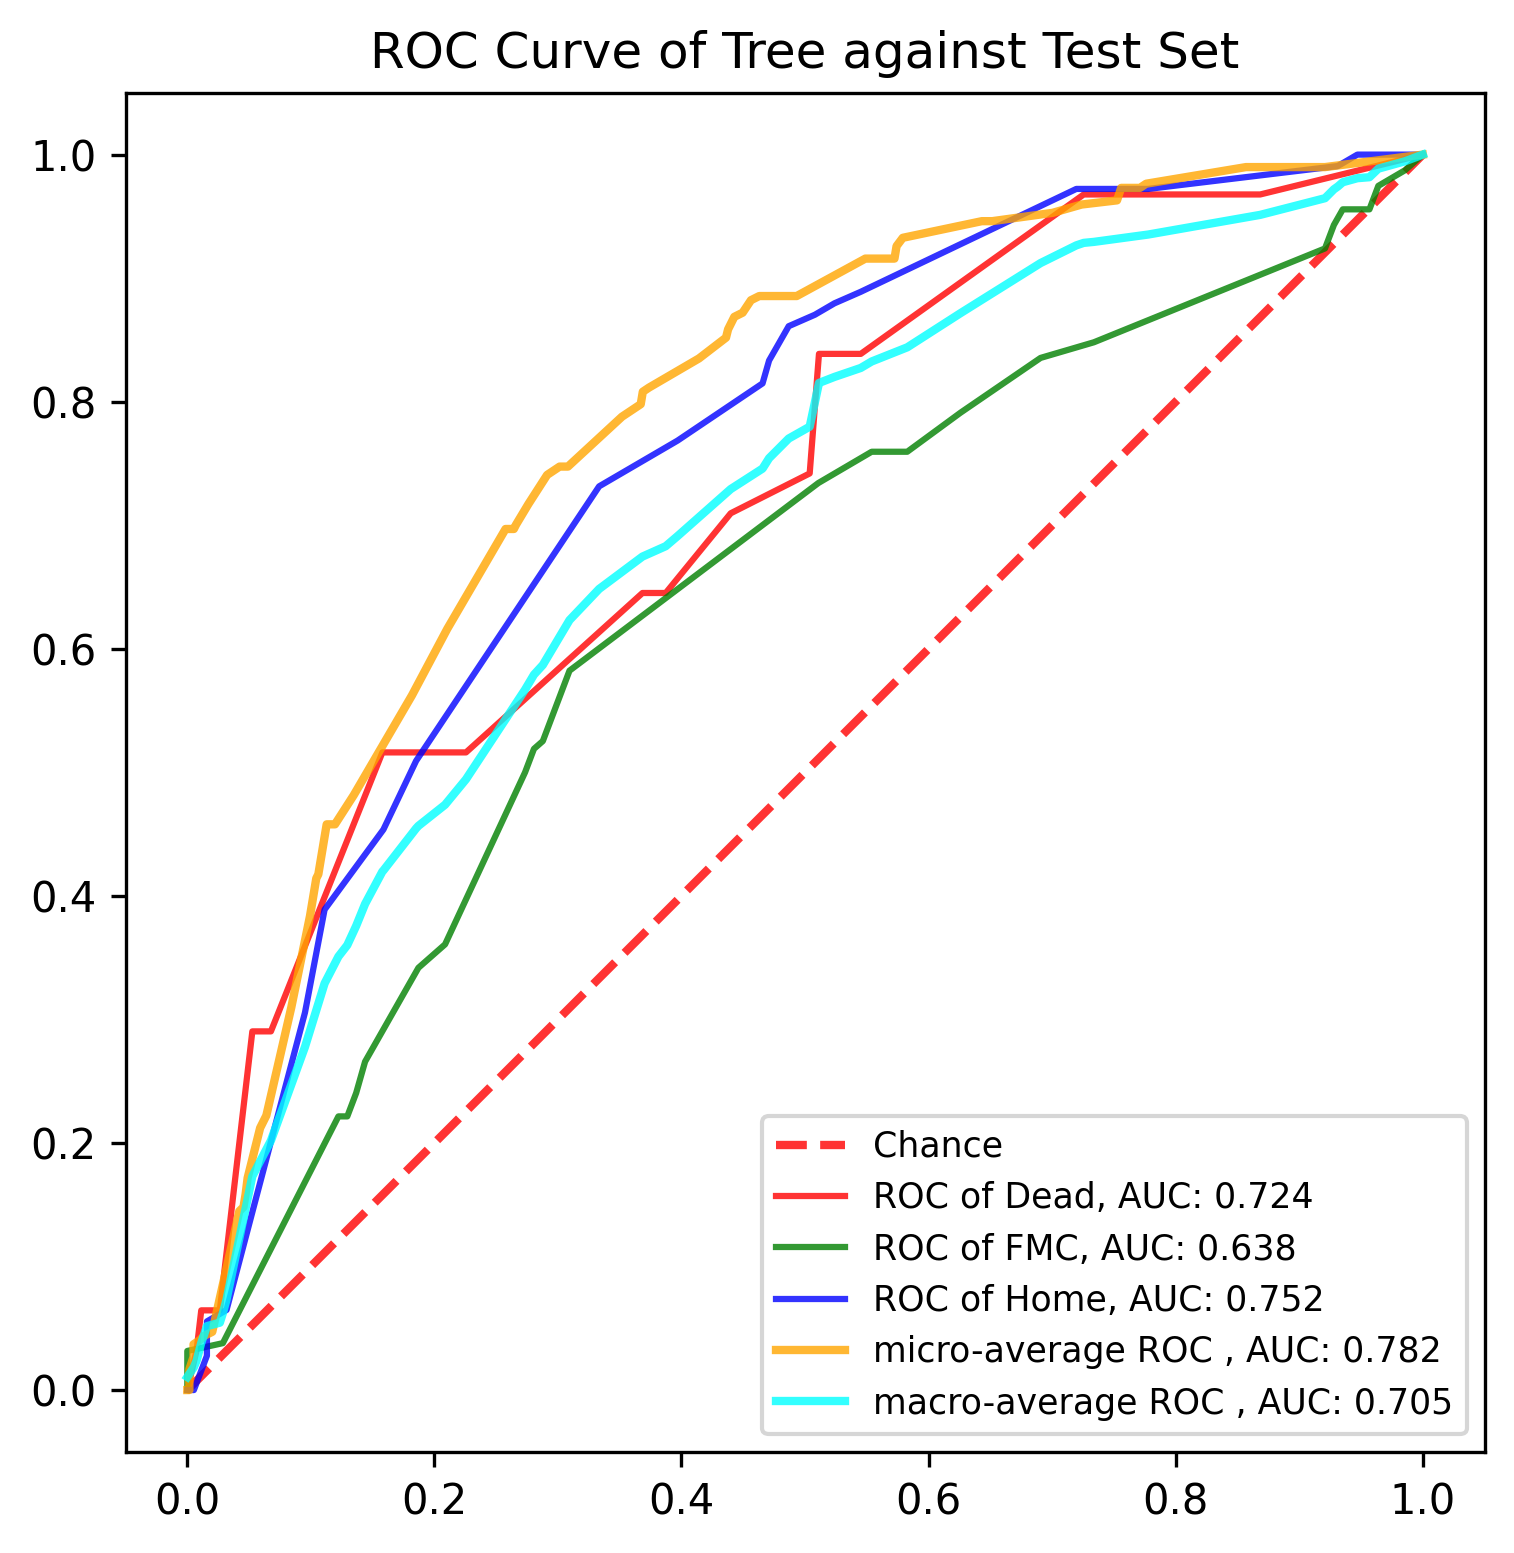 ROC Curve of Tree against Test Set
1.0
0.8
0.6
0.4
0.2
0.0
Chance
ROC of Dead, AUC: 0.724
ROC of FMC, AUC: 0.638
ROC of Home, AUC: 0.752
micro-average ROC , AUC: 0.782
macro-average ROC , AUC: 0.705
0.0 0.2 0.4 0.6 0.8 1.0